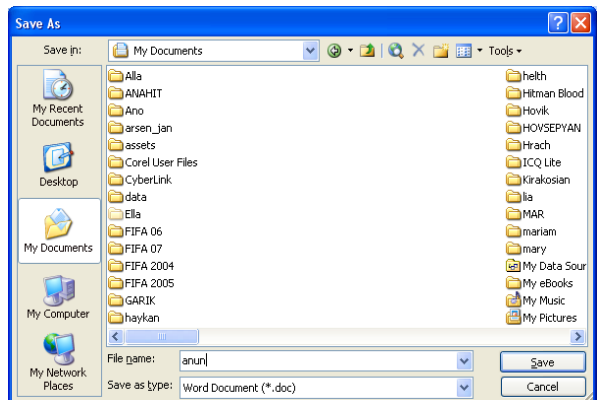 Save As
Save in:
My Documents
Tools
My Recent
Documents
Desktop
My Documents
My Computer
My Network
Places
Alla
ANAHIT
Ano
arsen_jan
assets
Corel User Files
CyberLink
data
Ella
FIFA 06
FIFA 07
FIFA 2004
FIFA 2005
GARIK
haykan
helth
Hitman Blood
Hovik
HOVSEPYAN
Hrach
ICQ Lite
Kirakosian
lia
MAR
mariam
mary
My Data Sour
My eBooks
My Music
My Pictures
File name:
anun
Save
Save as type:
Word Document (*.doc)
Cancel